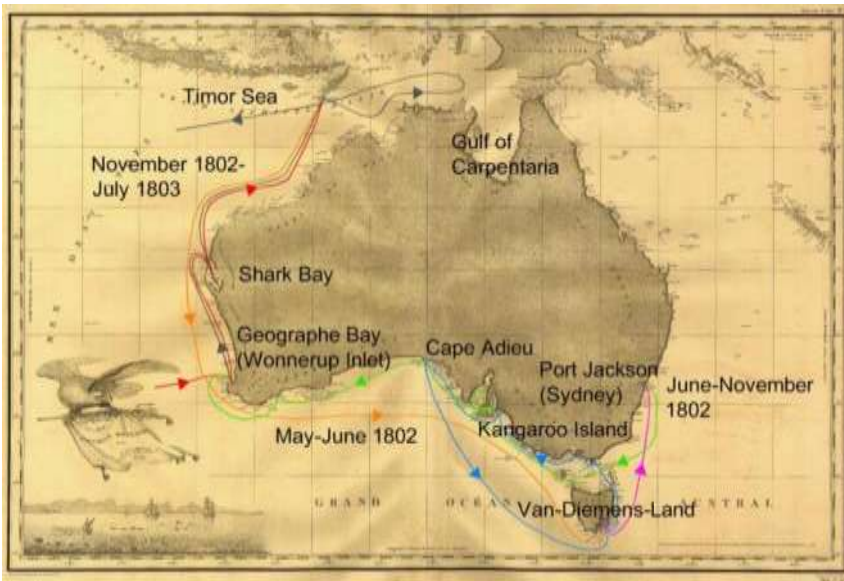 Timor Sea
Gulf of
Carpentaria
November 1802-
July 1803
Shark Bay
Geographe Bay
(Wonnerup Inlet)
Cape Adieu
Port Jackson
(Sydney)
June-November
1802
May-June 1802
Kangaroo Island
GRAND OCÉAN AUSTRAL
Van-Diemens-Land